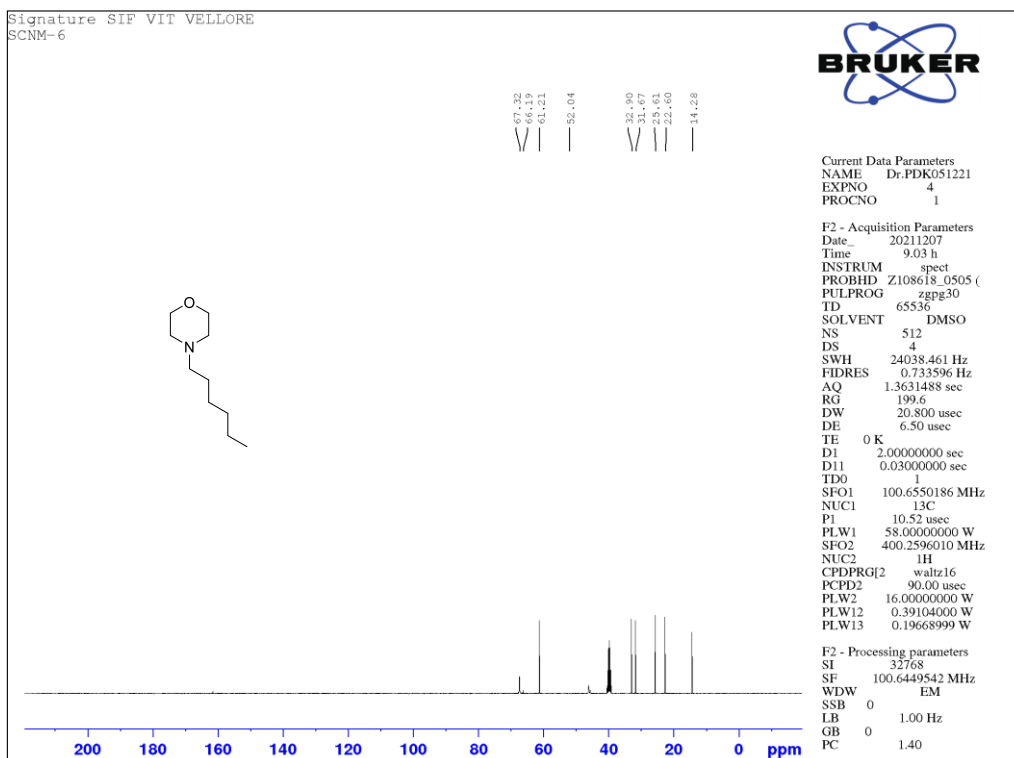 Signature SIF VIT VELLORE
SCNM-6
BRUKER
67.32
66.19
61.21
52.04
32.90
31.67
25.61
22.60
14.28
O
N
Current Data Parameters
NAME Dr.PDK051221
EXPNO 4
PROCNO 1
F2 - Acquisition Parameters
Date_ 20211207
Time 9.03 h
INSTRUM spect
PROBHD Z108618_0505 (
PULPROG zgpg30
TD 65536
SOLVENT DMSO
NS 512
DS 4
SWH 24038.461 Hz
FIDRES 0.733596 Hz
AQ 1.3631488 sec
RG 199.6
DW 20.800 usec
DE 6.50 usec
TE 0 K
D1 2.00000000 sec
D11 0.03000000 sec
TD0 1
SFO1 100.6550186 MHz
NUC1 13C
P1 10.52 usec
PLW1 58.00000000 W
SFO2 400.2596010 MHz
NUC2 1H
CPDPRG[2 waltz16
PCPD2 90.00 usec
PLW2 16.00000000 W
PLW12 0.39104000 W
PLW13 0.19668999 W
F2 - Processing parameters
SI 32768
SF 100.6449542 MHz
WDW EM
SSB 0
LB 1.00 Hz
GB 0
PC 1.40
200 180 160 140 120 100 80 60 40 20 0 ppm